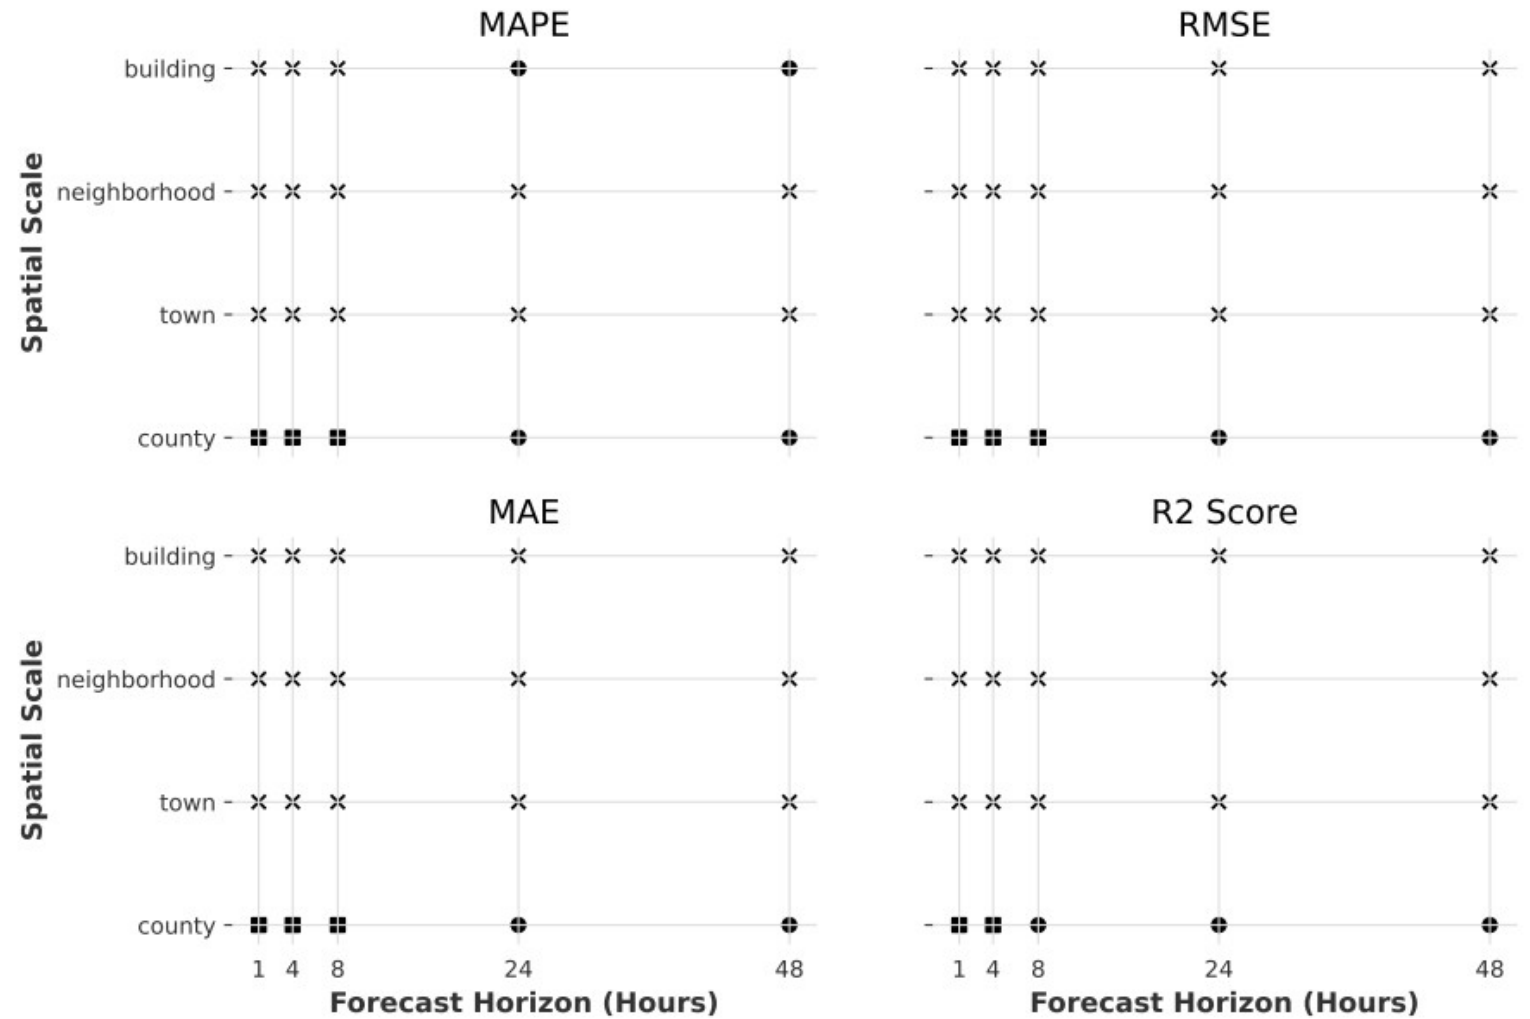 MAPE
RMSE
building
neighborhood
town
county
Spatial Scale
MAE
R2 Score
building
neighborhood
town
county
Spatial Scale
1 4 8 24 48
1 4 8 24 48
Forecast Horizon (Hours)
Forecast Horizon (Hours)